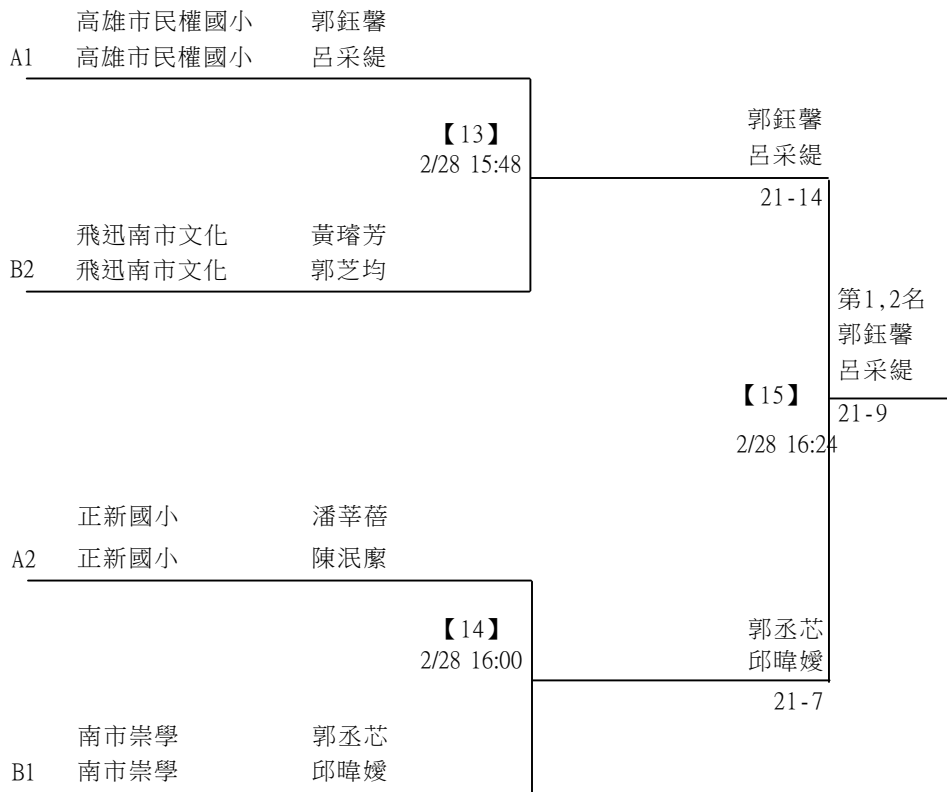 高雄市民權國小 郭鈺馨
A1 高雄市民權國小 呂采緹
【13】
2/28 15:48
郭鈺馨
呂采緹
21-14
飛迅南市文化 黃璿芳
B2 飛迅南市文化 郭芝均
第1,2名
郭鈺馨
呂采緹
【15】
21-9
2/28 16:24
正新國小 潘莘蓓
A2 正新國小 陳泯縻
【14】
2/28 16:00
郭丞芯
邱暐嫒
21-7
南市崇學 郭丞芯
B1 南市崇學 邱暐嫒